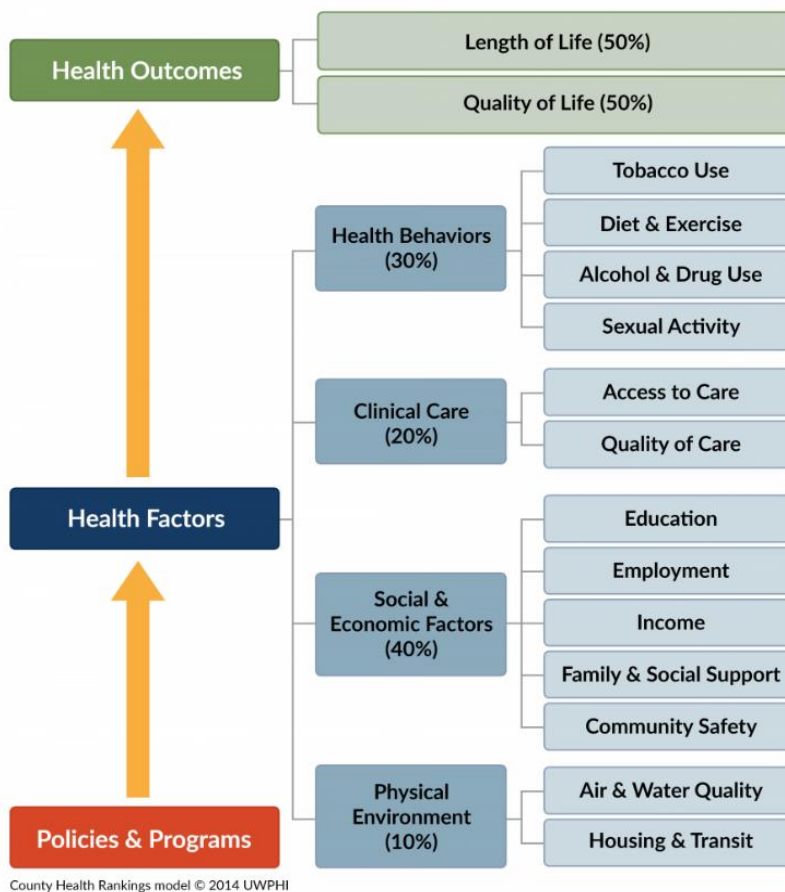 Health Outcomes
Length of Life (50%)
Quality of Life (50%)
Health Behaviors
(30%)
Tobacco Use
Diet & Exercise
Alcohol & Drug Use
Sexual Activity
Clinical Care
(20%)
Access to Care
Quality of Care
Health Factors
Social &
Economic Factors
(40%)
Education
Employment
Income
Family & Social Support
Community Safety
Physical
Environment
(10%)
Air & Water Quality
Housing & Transit
Policies & Programs
County Health Rankings model © 2014 UWPHI